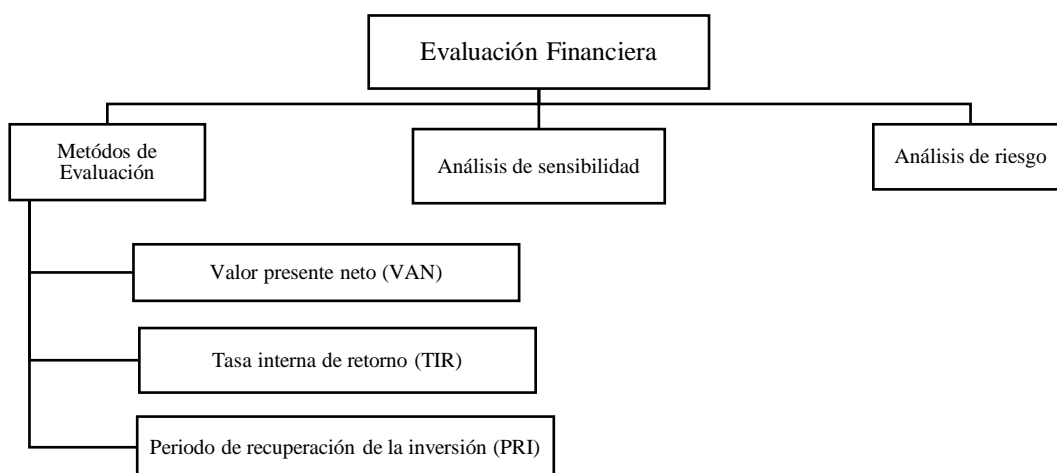 Evaluación Financiera
Metódos de
Evaluación
Análisis de sensibilidad
Análisis de riesgo
Valor presente neto (VAN)
Tasa interna de retorno (TIR)
Periodo de recuperación de la inversión (PRI)